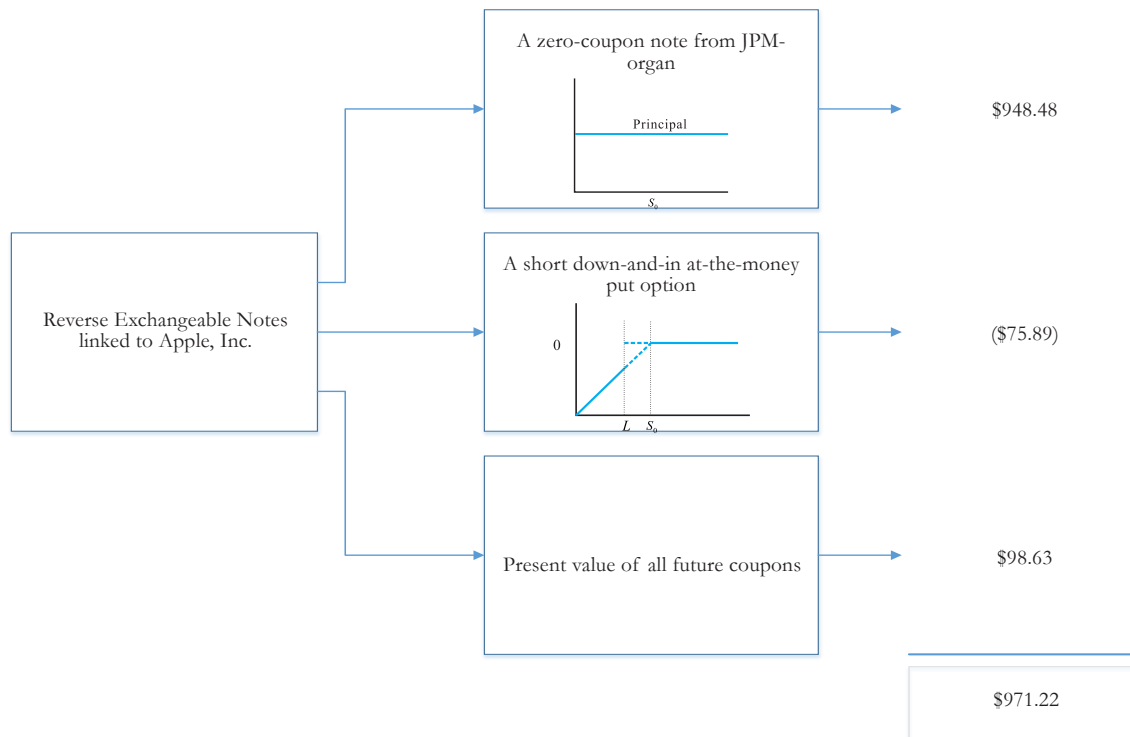 A zero-coupon note from JPM-
organ
Principal
S₀
$948.48
Reverse Exchangeable Notes
linked to Apple, Inc.
A short down-and-in at-the-money
put option
0
L S₀
($75.89)
Present value of all future coupons
$98.63
$971.22